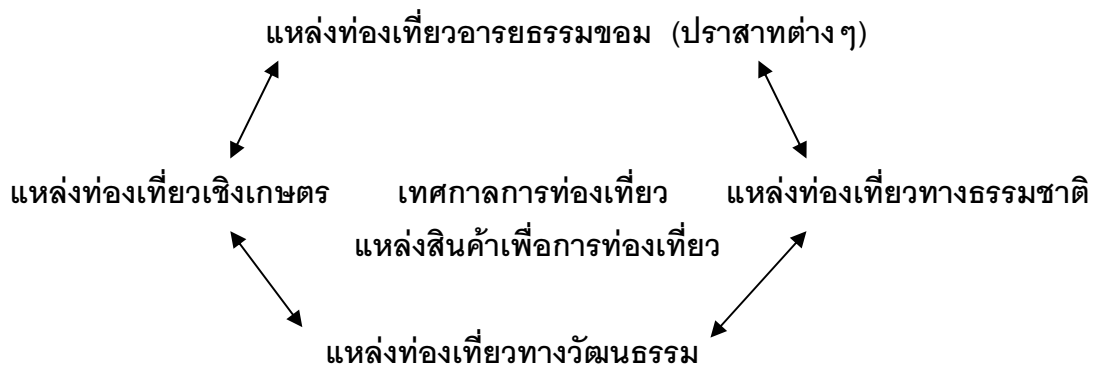 แหล่งท่องเที่ยวอารยธรรมขอม (ปราสาทต่าง ๆ)
แหล่งท่องเที่ยวเชิงเกษตร เทศกาลการท่องเที่ยว แหล่งท่องเที่ยวทางธรรมชาติ
แหล่งสินค้าเพื่อการท่องเที่ยว
แหล่งท่องเที่ยวทางวัฒนธรรม